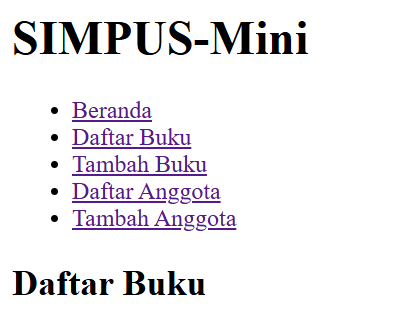 SIMPUS-Mini
Beranda
Daftar Buku
Tambah Buku
Daftar Anggota
Tambah Anggota
Daftar Buku